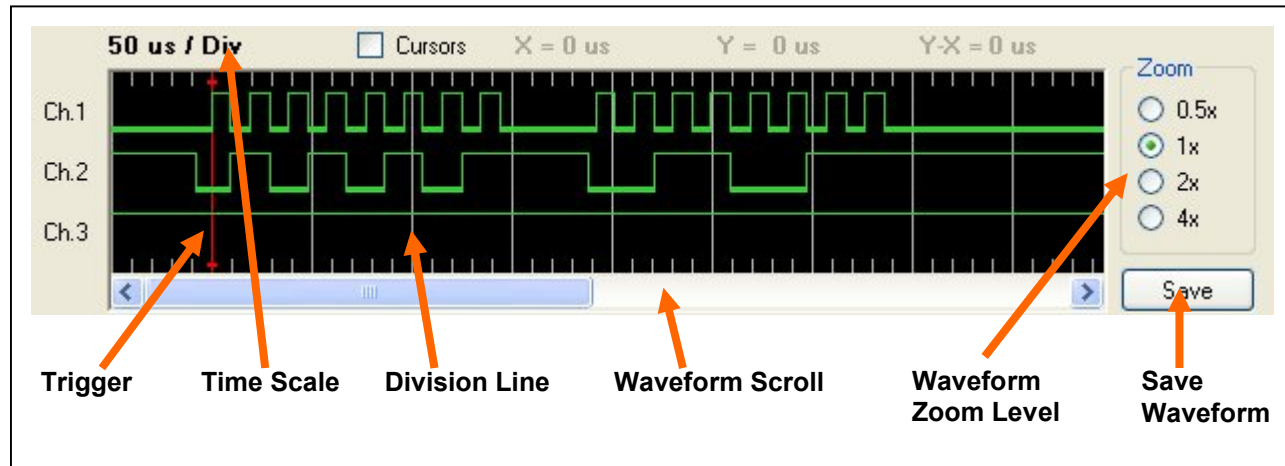 50 us / Div
Cursors
X = 0 us
Y = 0 us
Y-X = 0 us
Zoom
Ch.1
Ch.2
Ch.3
0.5x
1x
2x
4x
Save
Trigger
Time Scale
Division Line
Waveform Scroll
Waveform
Zoom Level
Save
Waveform